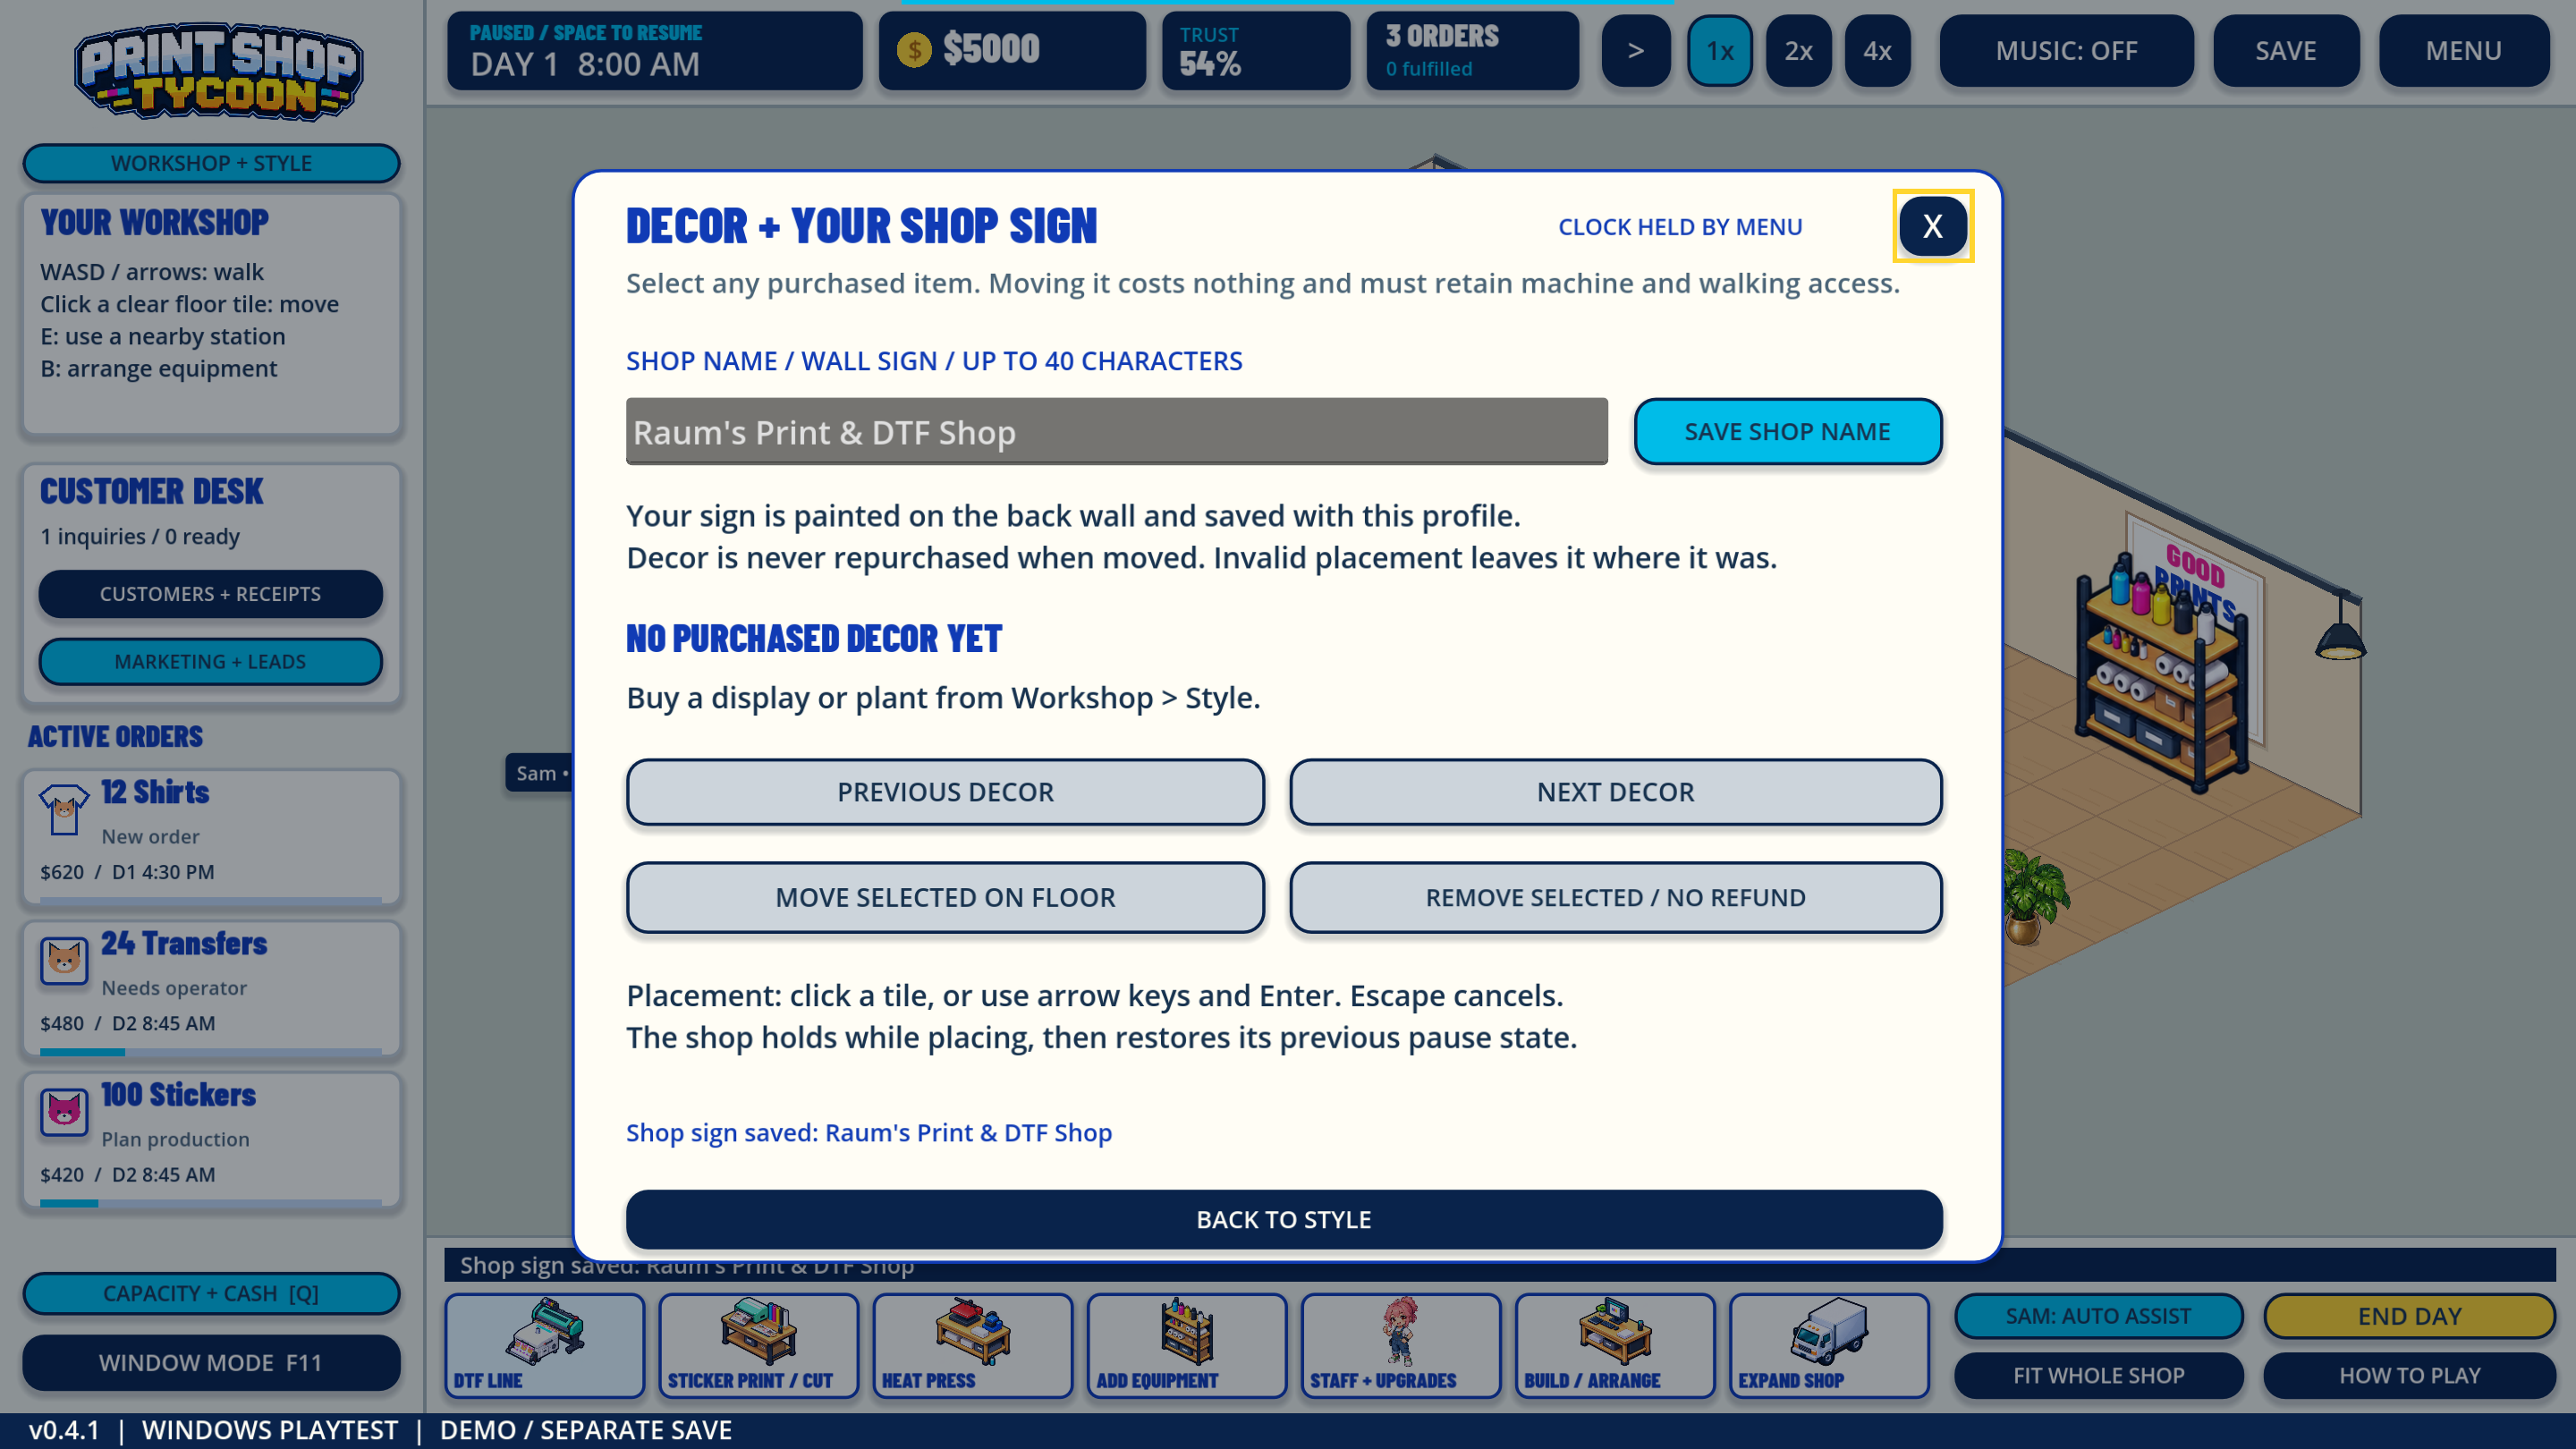 PRINT SHOP
TYCOON
PAUSED / SPACE TO RESUME
DAY 1 8:00 AM
$ $5000
TRUST
54%
3 ORDERS
0 fulfilled
>
1x
2x
4x
MUSIC: OFF
SAVE
MENU
WORKSHOP + STYLE
YOUR WORKSHOP
WASD / arrows: walk
Click a clear floor tile: move
E: use a nearby station
B: arrange equipment
CUSTOMER DESK
1 inquiries / 0 ready
CUSTOMERS + RECEIPTS
MARKETING + LEADS
ACTIVE ORDERS
12 Shirts
New order
$620 / D1 4:30 PM
24 Transfers
Needs operator
$480 / D2 8:45 AM
100 Stickers
Plan production
$420 / D2 8:45 AM
CAPACITY + CASH [Q]
WINDOW MODE F11
Sam •
DECOR + YOUR SHOP SIGN
CLOCK HELD BY MENU
X
Select any purchased item. Moving it costs nothing and must retain machine and walking access.
SHOP NAME / WALL SIGN / UP TO 40 CHARACTERS
Raum's Print & DTF Shop
SAVE SHOP NAME
Your sign is painted on the back wall and saved with this profile.
Decor is never repurchased when moved. Invalid placement leaves it where it was.
NO PURCHASED DECOR YET
Buy a display or plant from Workshop > Style.
PREVIOUS DECOR
NEXT DECOR
MOVE SELECTED ON FLOOR
REMOVE SELECTED / NO REFUND
Placement: click a tile, or use arrow keys and Enter. Escape cancels.
The shop holds while placing, then restores its previous pause state.
Shop sign saved: Raum's Print & DTF Shop
BACK TO STYLE
GOOD
PRINTS
Shop sign saved: Raum's Print & DTF Shop
DTF LINE
STICKER PRINT / CUT
HEAT PRESS
ADD EQUIPMENT
STAFF + UPGRADES
BUILD / ARRANGE
EXPAND SHOP
SAM: AUTO ASSIST
END DAY
FIT WHOLE SHOP
HOW TO PLAY
v0.4.1 | WINDOWS PLAYTEST | DEMO / SEPARATE SAVE